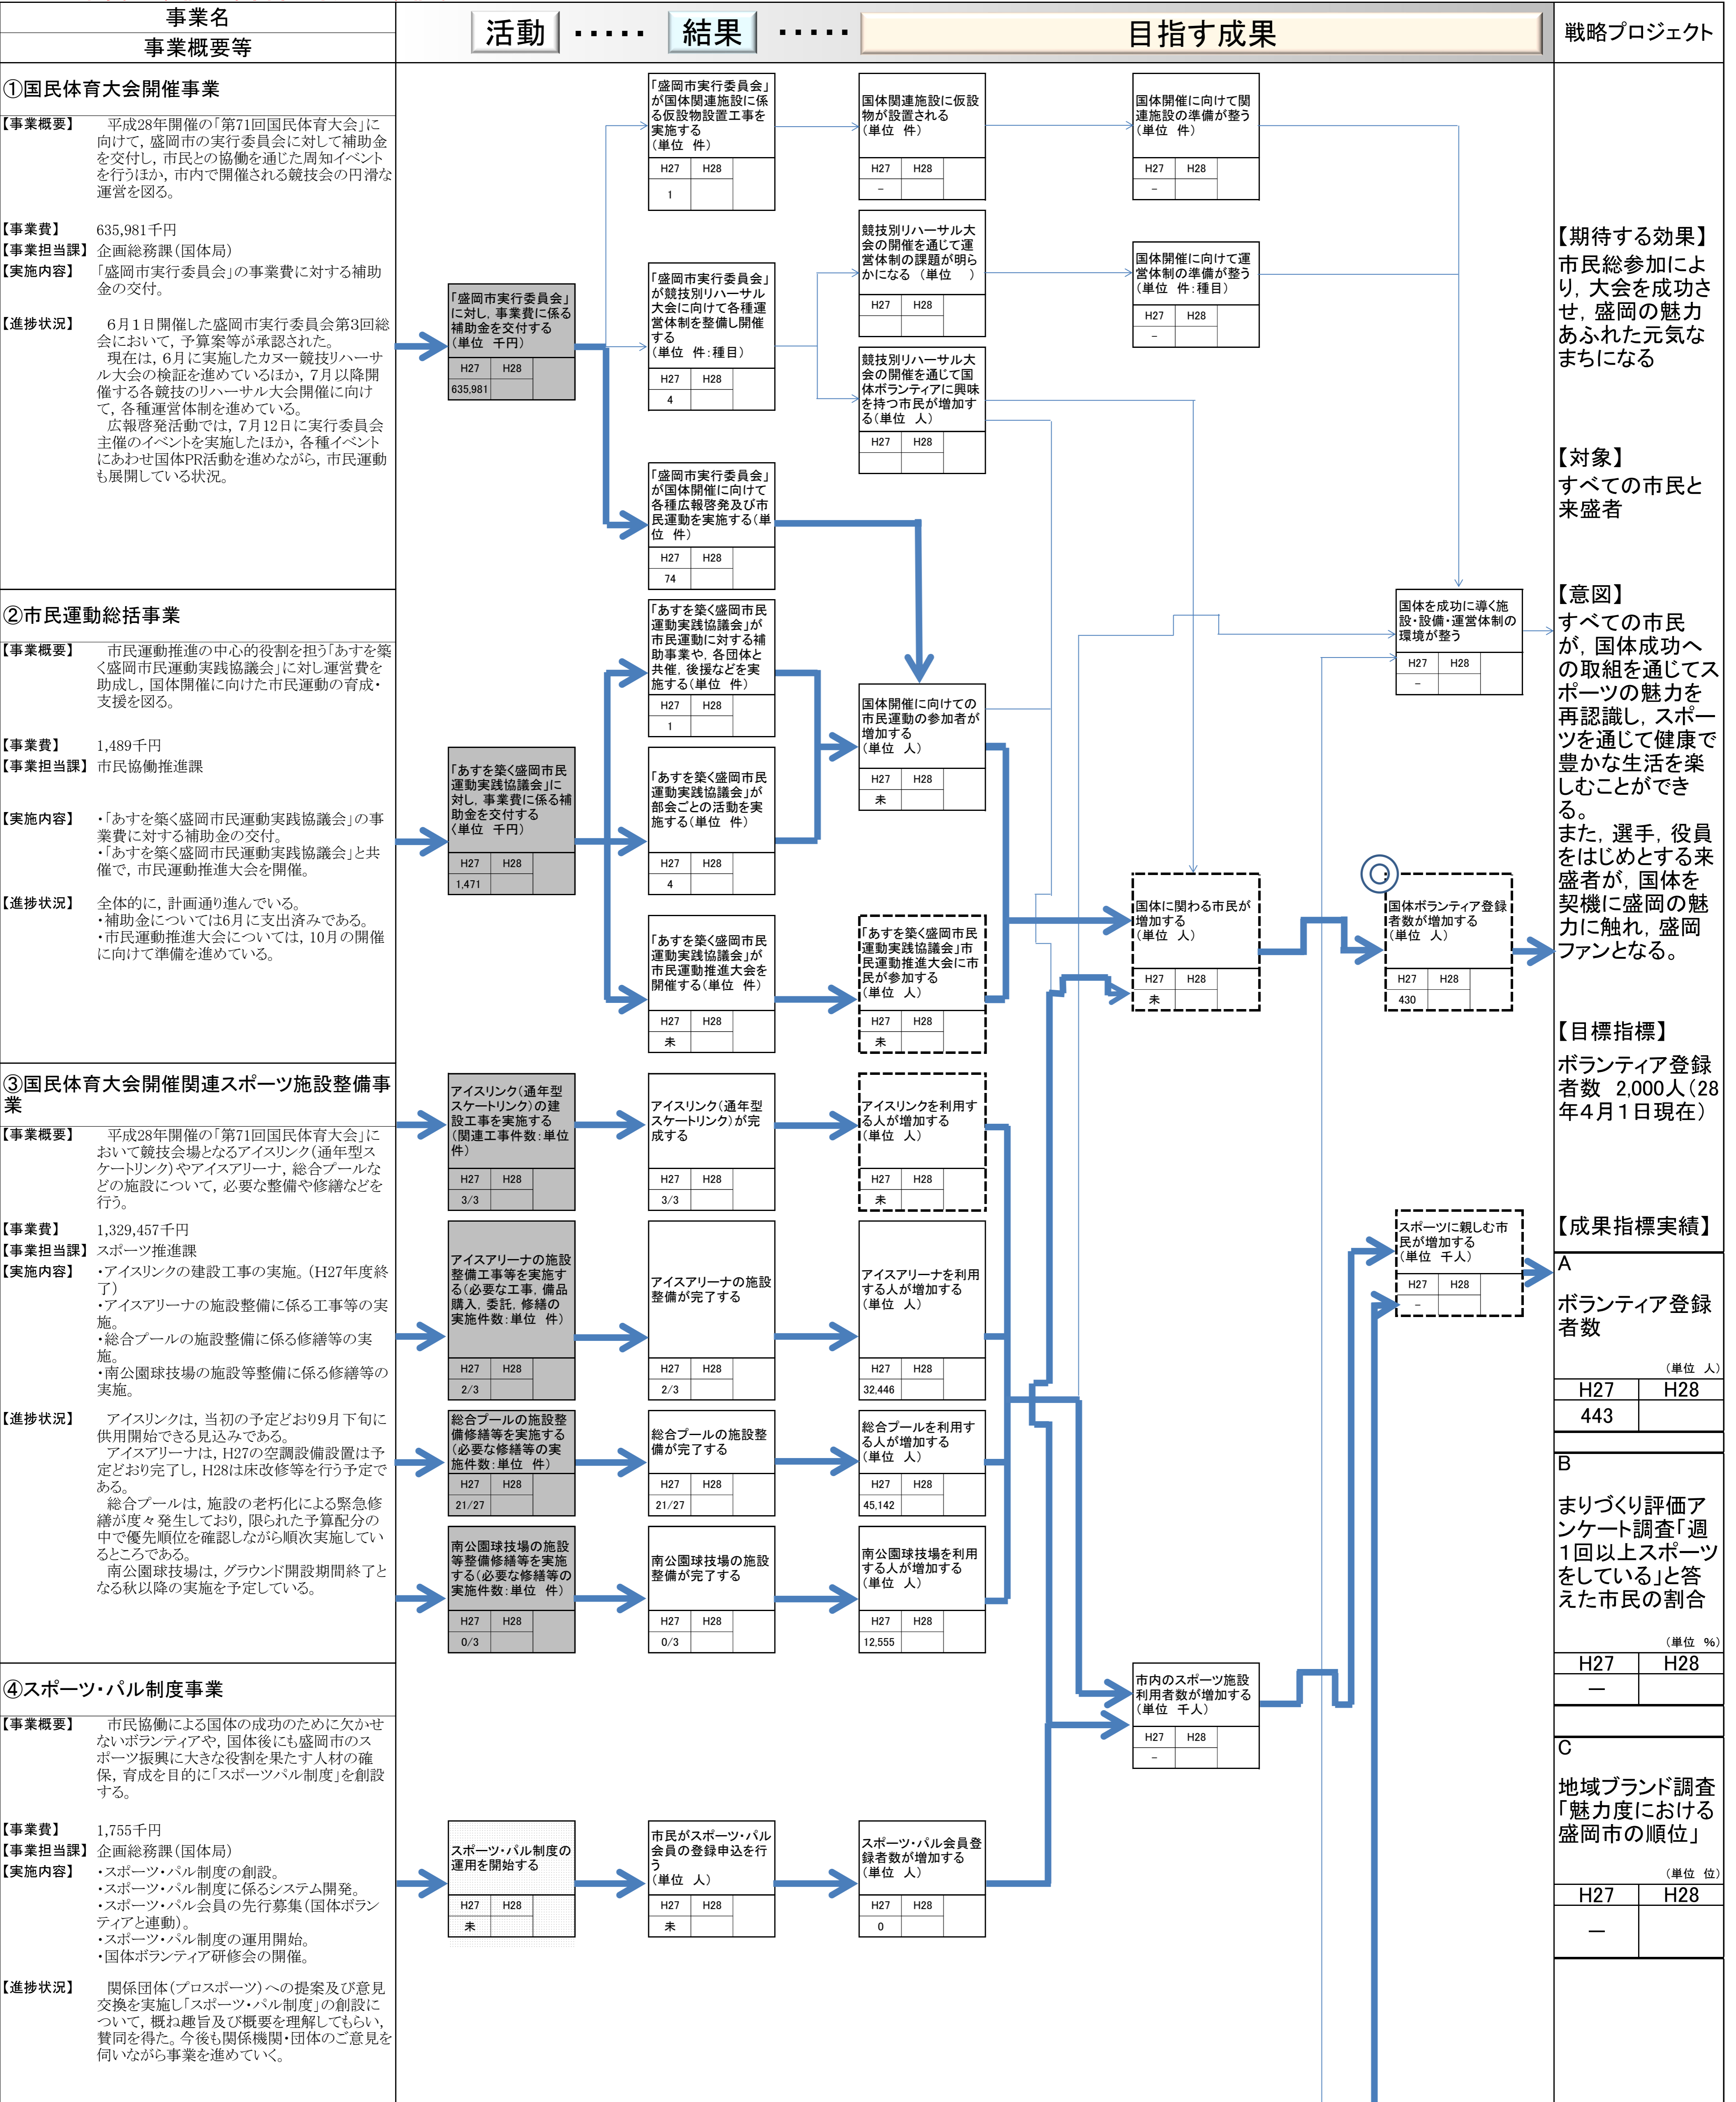 事業名
事業概要等
活動 ・・・・・ 結果 ・・・・・ 目指す成果
戦略プロジェクト
①国民体育大会開催事業
【事業概要】 平成28年開催の「第71回国民体育大会」に
向けて，盛岡市の実行委員会に対して補助金
を交付し，市民との協働を通じた周知イベント
を行うほか，市内で開催される競技会の円滑な
運営を図る。
【事業費】 635,981千円
【事業担当課】 企画総務課（国体局）
【実施内容】 「盛岡市実行委員会」の事業費に対する補助
金の交付。
【進捗状況】 6月１日開催した盛岡市実行委員会第3回総
会において，予算案等が承認された。
現在は，6月に実施したカヌー競技リハーサ
ル大会の検証を進めているほか，7月以降開
催する各競技のリハーサル大会開催に向け
て，各種運営体制を進めている。
広報啓発活動では，7月12日に実行委員会
主催のイベントを実施したほか，各種イベント
にあわせ国体PR活動を進めながら，市民運動
も展開している状況。
「盛岡市実行委員会」
に対し，事業費に係る
補助金を交付する
（単位 千円）
H27 H28
635,981
「盛岡市実行委員会」
が国体関連施設に係
る仮設物設置工事を
実施する
（単位 件）
H27 H28
1
国体関連施設に仮設
物が設置される
（単位 件）
H27 H28
－
国体開催に向けて関
連施設の準備が整う
（単位 件）
H27 H28
－
「盛岡市実行委員会」
が競技別リハーサル
大会に向けて各種運
営体制を整備し開催
する
（単位 件：種目）
H27 H28
4
競技別リハーサル大
会の開催を通じて運
営体制の課題が明ら
かになる （単位 ）
H27 H28
国体開催に向けて運
営体制の準備が整う
（単位 件：種目）
H27 H28
－
競技別リハーサル大
会の開催を通じて国
体ボランティアに興味
を持つ市民が増加す
る（単位 人）
H27 H28
「盛岡市実行委員会」
が国体開催に向けて
各種広報啓発及び市
民運動を実施する（単
位 件）
H27 H28
74
②市民運動総括事業
【事業概要】 市民運動推進の中心的役割を担う「あすを築
く盛岡市民運動実践協議会」に対し運営費を
助成し，国体開催に向けた市民運動の育成・
支援を図る。
【事業費】 1,489千円
【事業担当課】 市民協働推進課
【実施内容】 ・「あすを築く盛岡市民運動実践協議会」の事
業費に対する補助金の交付。
・「あすを築く盛岡市民運動実践協議会」と共
催で，市民運動推進大会を開催。
【進捗状況】 全体的に，計画通り進んでいる。
・補助金については6月に支出済みである。
・市民運動推進大会については，10月の開催
に向けて準備を進めている。
「あすを築く盛岡市民
運動実践協議会」に
対し，事業費に係る補
助金を交付する
〈単位 千円）
H27 H28
1,471
「あすを築く盛岡市民
運動実践協議会」が
市民運動に対する補
助事業や，各団体と
共催，後援などを実
施する（単位 件）
H27 H28
1
「あすを築く盛岡市民
運動実践協議会」が
部会ごとの活動を実
施する（単位 件）
H27 H28
4
「あすを築く盛岡市民
運動実践協議会」が
市民運動推進大会を
開催する（単位 件）
H27 H28
未
国体開催に向けての
市民運動の参加者が
増加する
（単位 人）
H27 H28
未
「あすを築く盛岡市民
運動実践協議会」市
民運動推進大会に市
民が参加する
（単位 人）
H27 H28
未
国体に関わる市民が
増加する
（単位 人）
H27 H28
未
国体を成功に導く施
設・設備・運営体制の
環境が整う
H27 H28
－
◎
国体ボランティア登録
者数が増加する
（単位 人）
H27 H28
430
③国民体育大会開催関連スポーツ施設整備事
業
【事業概要】 平成28年開催の「第71回国民体育大会」に
おいて競技会場となるアイスリンク（通年型ス
ケートリンク）やアイスアリーナ，総合プールな
どの施設について，必要な整備や修繕などを
行う。
【事業費】 1,329,457千円
【事業担当課】 スポーツ推進課
【実施内容】 ・アイスリンクの建設工事の実施。（H27年度終
了）
・アイスアリーナの施設整備に係る工事等の実
施。
・総合プールの施設整備に係る修繕等の実
施。
・南公園球技場の施設等整備に係る修繕等の
実施。
【進捗状況】 アイスリンクは，当初の予定どおり９月下旬に
供用開始できる見込みである。
アイスアリーナは，H27の空調設備設置は予
定どおり完了し，H28は床改修等を行う予定で
ある。
総合プールは，施設の老朽化による緊急修
繕が度々発生しており，限られた予算配分の
中で優先順位を確認しながら順次実施してい
るところである。
南公園球技場は，グラウンド開設期間終了と
なる秋以降の実施を予定している。
アイスリンク（通年型
スケートリンク）の建
設工事を実施する
（関連工事件数：単位
件）
H27 H28
3/3
アイスリンク（通年型
スケートリンク）が完
成する
H27 H28
3/3
アイスリンクを利用す
る人が増加する
（単位 人）
H27 H28
未
アイスアリーナの施設
整備工事等を実施す
る（必要な工事，備品
購入，委託，修繕の
実施件数：単位 件）
H27 H28
2/3
アイスアリーナの施設
整備が完了する
H27 H28
2/3
アイスアリーナを利用
する人が増加する
（単位 人）
H27 H28
32,446
総合プールの施設整
備修繕等を実施する
（必要な修繕等の実
施件数：単位 件）
H27 H28
21/27
総合プールの施設整
備が完了する
H27 H28
21/27
総合プールを利用す
る人が増加する
（単位 人）
H27 H28
45,142
南公園球技場の施設
等整備修繕等を実施
する（必要な修繕等の
実施件数：単位 件）
H27 H28
0/3
南公園球技場の施設
整備が完了する
H27 H28
0/3
南公園球技場を利用
する人が増加する
（単位 人）
H27 H28
12,555
スポーツに親しむ市
民が増加する
（単位 千人）
H27 H28
－
市内のスポーツ施設
利用者数が増加する
（単位 千人）
H27 H28
－
④スポーツ・パル制度事業
【事業概要】 市民協働による国体の成功のために欠かせ
ないボランティアや，国体後にも盛岡市のス
ポーツ振興に大きな役割を果たす人材の確
保，育成を目的に「スポーツパル制度」を創設
する。
【事業費】 1,755千円
【事業担当課】 企画総務課（国体局）
【実施内容】 ・スポーツ・パル制度の創設。
・スポーツ・パル制度に係るシステム開発。
・スポーツ・パル会員の先行募集（国体ボラン
ティアと連動）。
・スポーツ・パル制度の運用開始。
・国体ボランティア研修会の開催。
【進捗状況】 関係団体（プロスポーツ）への提案及び意見
交換を実施し「スポーツ・パル制度」の創設に
ついて，概ね趣旨及び概要を理解してもらい，
賛同を得た。今後も関係機関・団体のご意見を
伺いながら事業を進めていく。
スポーツ・パル制度の
運用を開始する
H27 H28
未
市民がスポーツ・パル
会員の登録申込を行
う
（単位 人）
H27 H28
未
スポーツ・パル会員登
録者数が増加する
（単位 人）
H27 H28
0
【期待する効果】
市民総参加によ
り，大会を成功さ
せ，盛岡の魅力
あふれた元気な
まちになる
【対象】
すべての市民と
来盛者
【意図】
すべての市民
が，国体成功へ
の取組を通じてス
ポーツの魅力を
再認識し，スポー
ツを通じて健康で
豊かな生活を楽
しむことができ
る。
また，選手，役員
をはじめとする来
盛者が，国体を
契機に盛岡の魅
力に触れ，盛岡
ファンとなる。
【目標指標】
ボランティア登録
者数 2,000人（28
年４月１日現在）
【成果指標実績】
A
ボランティア登録
者数
（単位 人）
H27 H28
443
B
まりづくり評価ア
ンケート調査「週
１回以上スポーツ
をしている」と答
えた市民の割合
（単位 %）
H27 H28
－
C
地域ブランド調査
「魅力度における
盛岡市の順位」
（単位 位）
H27 H28
－